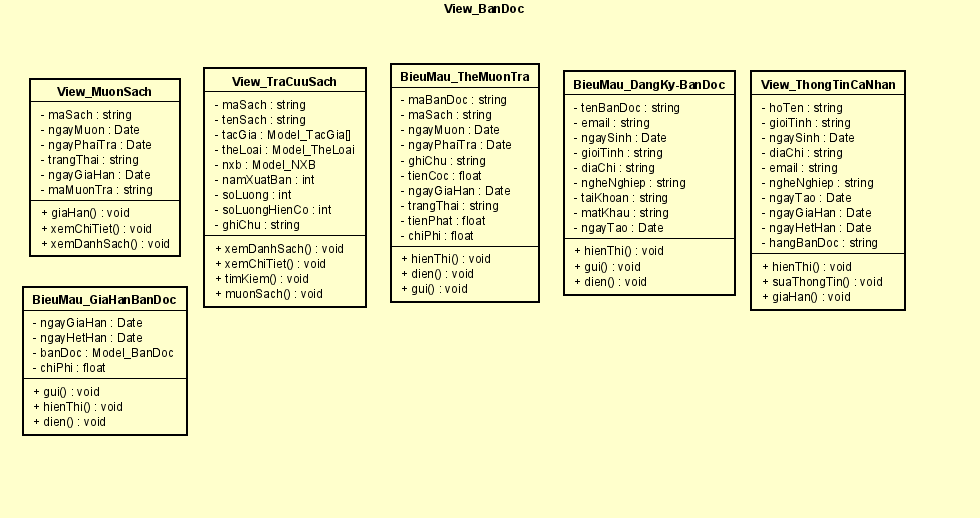 View_BanDoc
View_MuonSach
- maSach : string
- ngayMuon : Date
- ngayPhaiTra : Date
- trangThai : string
- ngayGiaHan : Date
- maMuonTra : string
+ giaHan() : void
+ xemChiTiet() : void
+ xemDanhSach() : void
View_TraCuuSach
- maSach : string
- tenSach : string
- tacGia : Model_TacGia[]
- theLoai : Model_TheLoai
- nxb : Model_NXB
- namXuatBan : int
- soLuong : int
- soLuongHienCo : int
- ghiChu : string
+ xemDanhSach() : void
+ xemChiTiet() : void
+ timKiem() : void
+ muonSach() : void
BieuMau_TheMuonTra
- maBanDoc : string
- maSach : string
- ngayMuon : Date
- ngayPhaiTra : Date
- ghiChu : string
- tienCoc : float
- ngayGiaHan : Date
- trangThai : string
- tienPhat : float
- chiPhi : float
+ hienThi() : void
+ dien() : void
+ gui() : void
BieuMau_DangKy-BanDoc
- tenBanDoc : string
- email : string
- ngaySinh : Date
- gioiTinh : string
- diaChi : string
- ngheNghiep : string
- taiKhoan : string
- matKhau : string
- ngayTao : Date
+ hienThi() : void
+ gui() : void
+ dien() : void
View_ThongTinCaNhan
- hoTen : string
- gioiTinh : string
- ngaySinh : Date
- diaChi : string
- email : string
- ngheNghiep : string
- ngayTao : Date
- ngayGiaHan : Date
- ngayHetHan : Date
- hangBanDoc : string
+ hienThi() : void
+ suaThongTin() : void
+ giaHan() : void
BieuMau_GiaHanBanDoc
- ngayGiaHan : Date
- ngayHetHan : Date
- banDoc : Model_BanDoc
- chiPhi : float
+ gui() : void
+ hienThi() : void
+ dien() : void